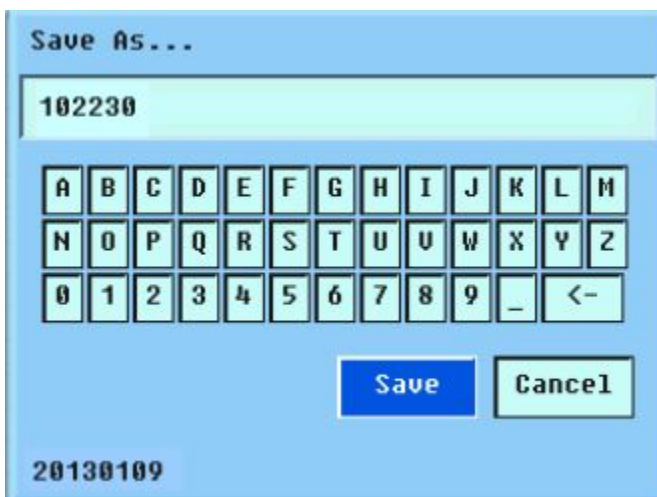 Save As...
102230
A B C D E F G H I J K L M
N O P Q R S T U V W X Y Z
0 1 2 3 4 5 6 7 8 9 _ <-
Save Cancel
20130109